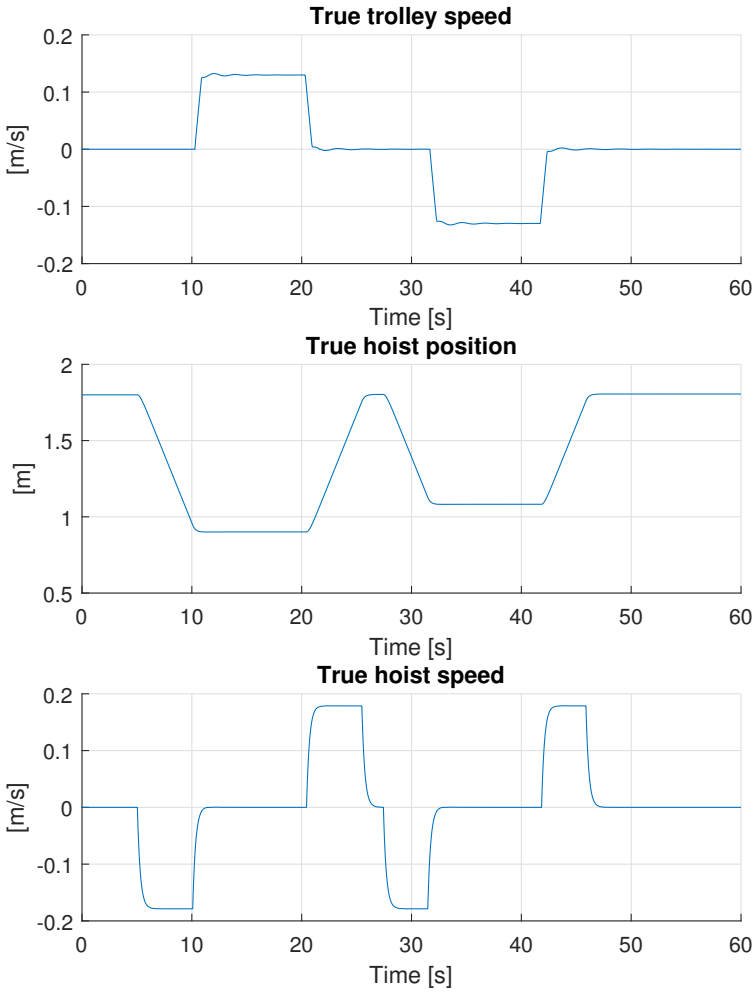 True trolley speed
[m/s]
0.2
0.1
0
-0.1
-0.2
0 10 20 30 40 50 60
Time [s]
True hoist position
[m]
2
1.5
1
0.5
0 10 20 30 40 50 60
Time [s]
True hoist speed
[m/s]
0.2
0.1
0
-0.1
-0.2
0 10 20 30 40 50 60
Time [s]